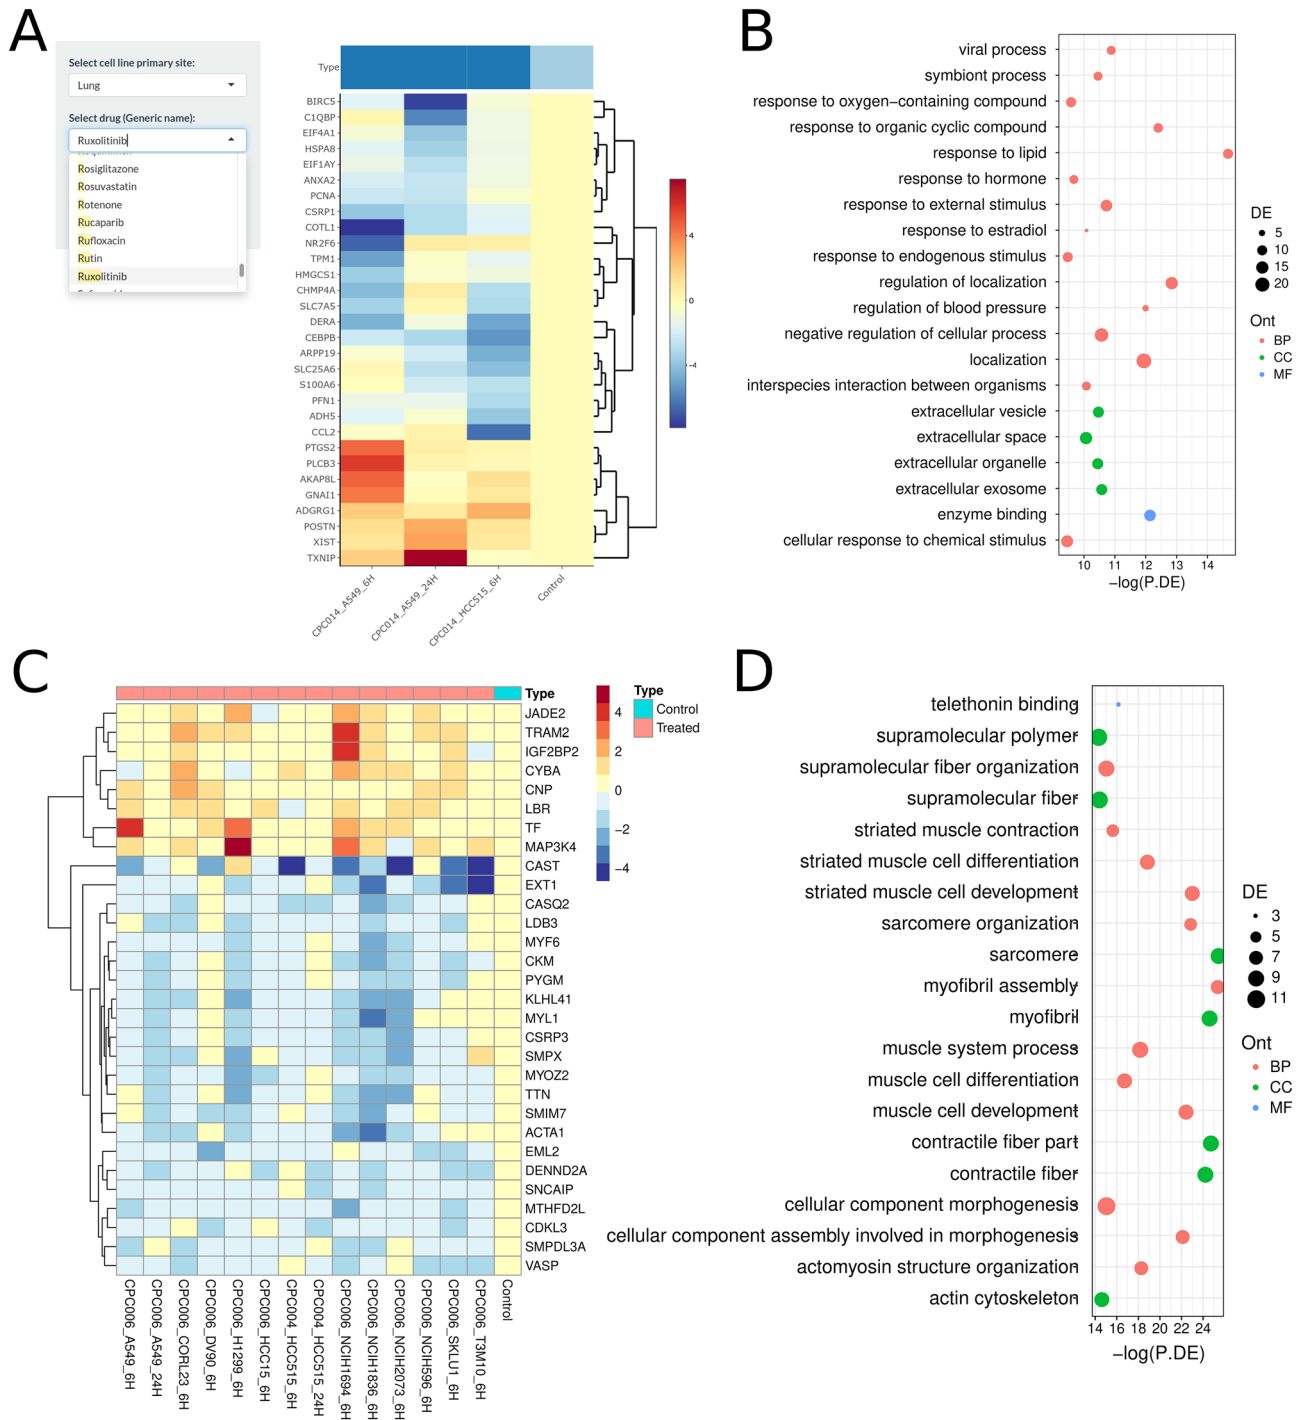 A
Select cell line primary site:
Lung
Select drug (Generic name):
Ruxolitinib
Rosiglitazone
Rosuvastatin
Rotenone
Rucaparib
Rufloxacin
Rutin
Ruxolitinib
Type
BIRC5
C1QBP
EIF4A1
HSPA8
EIF1AY
ANXA2
PCNA
CSRP1
COTL1
NR2F6
TPM1
HMGCS1
CHMP4A
SLC7A5
DERA
CEBPB
ARPP19
SLC25A6
S100A6
PFN1
ADH5
CCL2
PTGS2
PLCB3
AKAP8L
GNAI1
ADGRG1
POSTN
XIST
TXNIP
CPC014_A549_6H
CPC014_A549_24H
CPC014_HCC515_6H
Control
4
0
−4
B
viral process
symbiont process
response to oxygen−containing compound
response to organic cyclic compound
response to lipid
response to hormone
response to external stimulus
response to estradiol
response to endogenous stimulus
regulation of localization
regulation of blood pressure
negative regulation of cellular process
localization
interspecies interaction between organisms
extracellular vesicle
extracellular space
extracellular organelle
extracellular exosome
enzyme binding
cellular response to chemical stimulus
10 11 12 13 14
−log(P.DE)
DE
5
10
15
20
Ont
BP
CC
MF
C
Type
JADE2
TRAM2
IGF2BP2
CYBA
CNP
LBR
TF
MAP3K4
CAST
EXT1
CASQ2
LDB3
MYF6
CKM
PYGM
KLHL41
MYL1
CSRP3
SMPX
MYOZ2
TTN
SMIM7
ACTA1
EML2
DENND2A
SNCAIP
MTHFD2L
CDKL3
SMPDL3A
VASP
CPC006_A549_6H
CPC006_A549_24H
CPC006_CORL23_6H
CPC006_DV90_6H
CPC006_H1299_6H
CPC006_HCC15_6H
CPC004_HCC515_6H
CPC004_HCC515_24H
CPC006_NCIH1694_6H
CPC006_NCIH1836_6H
CPC006_NCIH2073_6H
CPC006_NCIH596_6H
CPC006_SKLU1_6H
CPC006_T3M10_6H
Control
4
2
0
−2
−4
Type
Control
Treated
D
telethonin binding
supramolecular polymer
supramolecular fiber organization
supramolecular fiber
striated muscle contraction
striated muscle cell differentiation
striated muscle cell development
sarcomere organization
sarcomere
myofibril assembly
myofibril
muscle system process
muscle cell differentiation
muscle cell development
contractile fiber part
contractile fiber
cellular component morphogenesis
cellular component assembly involved in morphogenesis
actomyosin structure organization
actin cytoskeleton
14 16 18 20 22 24
−log(P.DE)
DE
3
5
7
9
11
Ont
BP
CC
MF